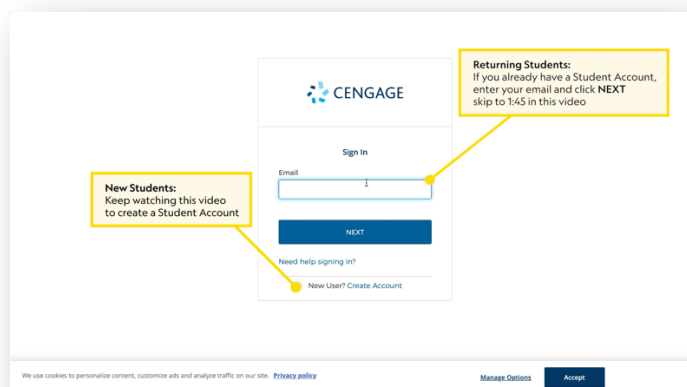 Returning Students:
If you already have a Student Account,
enter your email and click NEXT
skip to 1:45 in this video
CENGAGE
Sign In
Email
New Students:
Keep watching this video
to create a Student Account
NEXT
Need help signing in?
New User? Create Account
We use cookies to personalize content, customize ads and analyze traffic on our site. Privacy policy
Manage Options
Accept